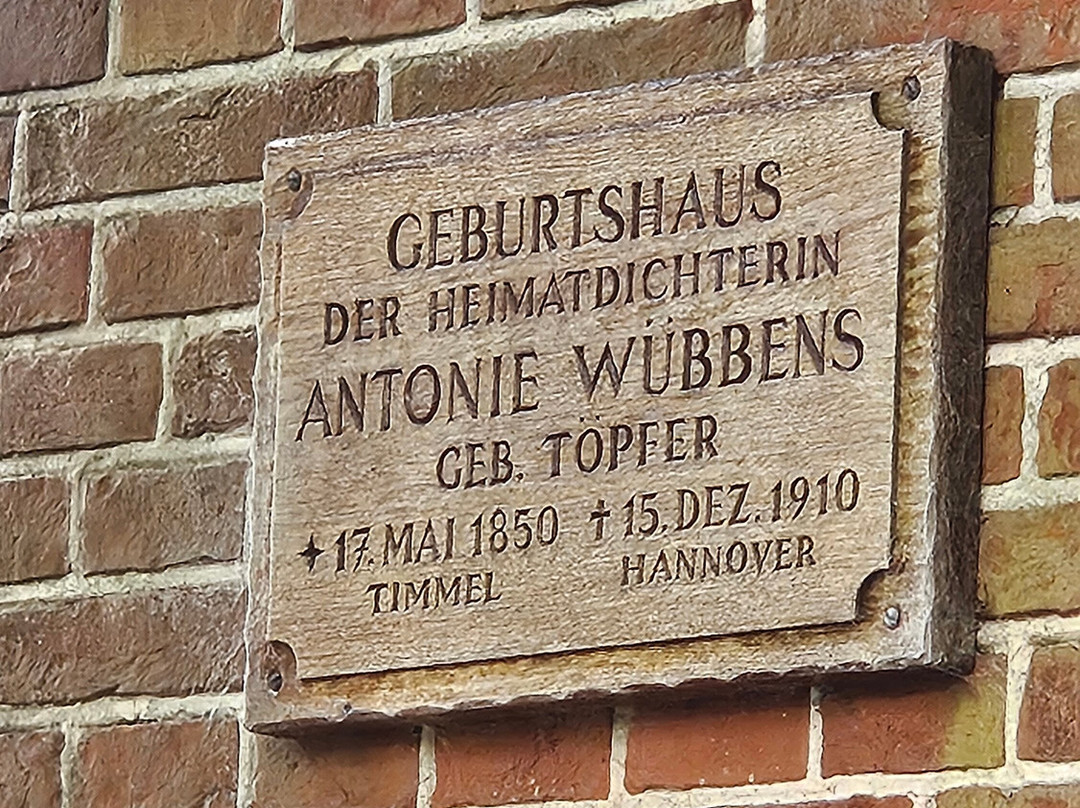 GEBURTSHAUS
DER HEIMATDICHTERIN
ANTONIE WÜBBENS
GEB. TÖPFER
✦ 17. MAI 1850 ✝ 15. DEZ. 1910
TIMMEL HANNOVER